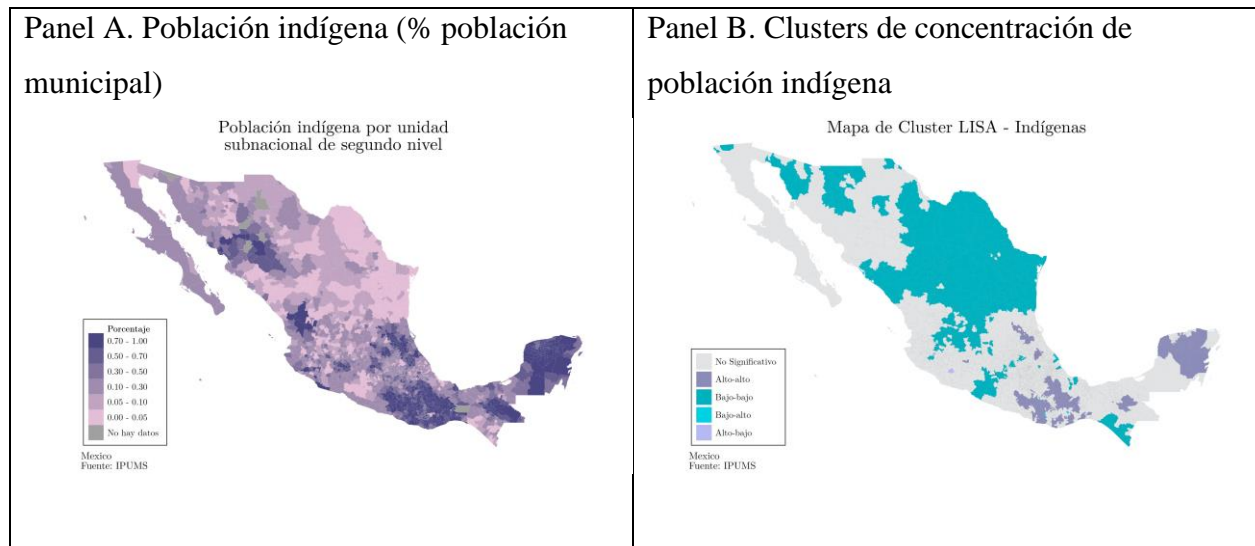 Panel A. Población indígena (% población
municipal)
Población indígena por unidad
subnacional de segundo nivel
Porcentaje
0.70 - 1.00
0.50 - 0.70
0.30 - 0.50
0.10 - 0.30
0.05 - 0.10
0.00 - 0.05
No hay datos
Mexico
Fuente: IPUMS
Panel B. Clusters de concentración de
población indígena
Mapa de Cluster LISA - Indígenas
No Significativo
Alto-alto
Bajo-bajo
Bajo-alto
Alto-bajo
Mexico
Fuente: IPUMS